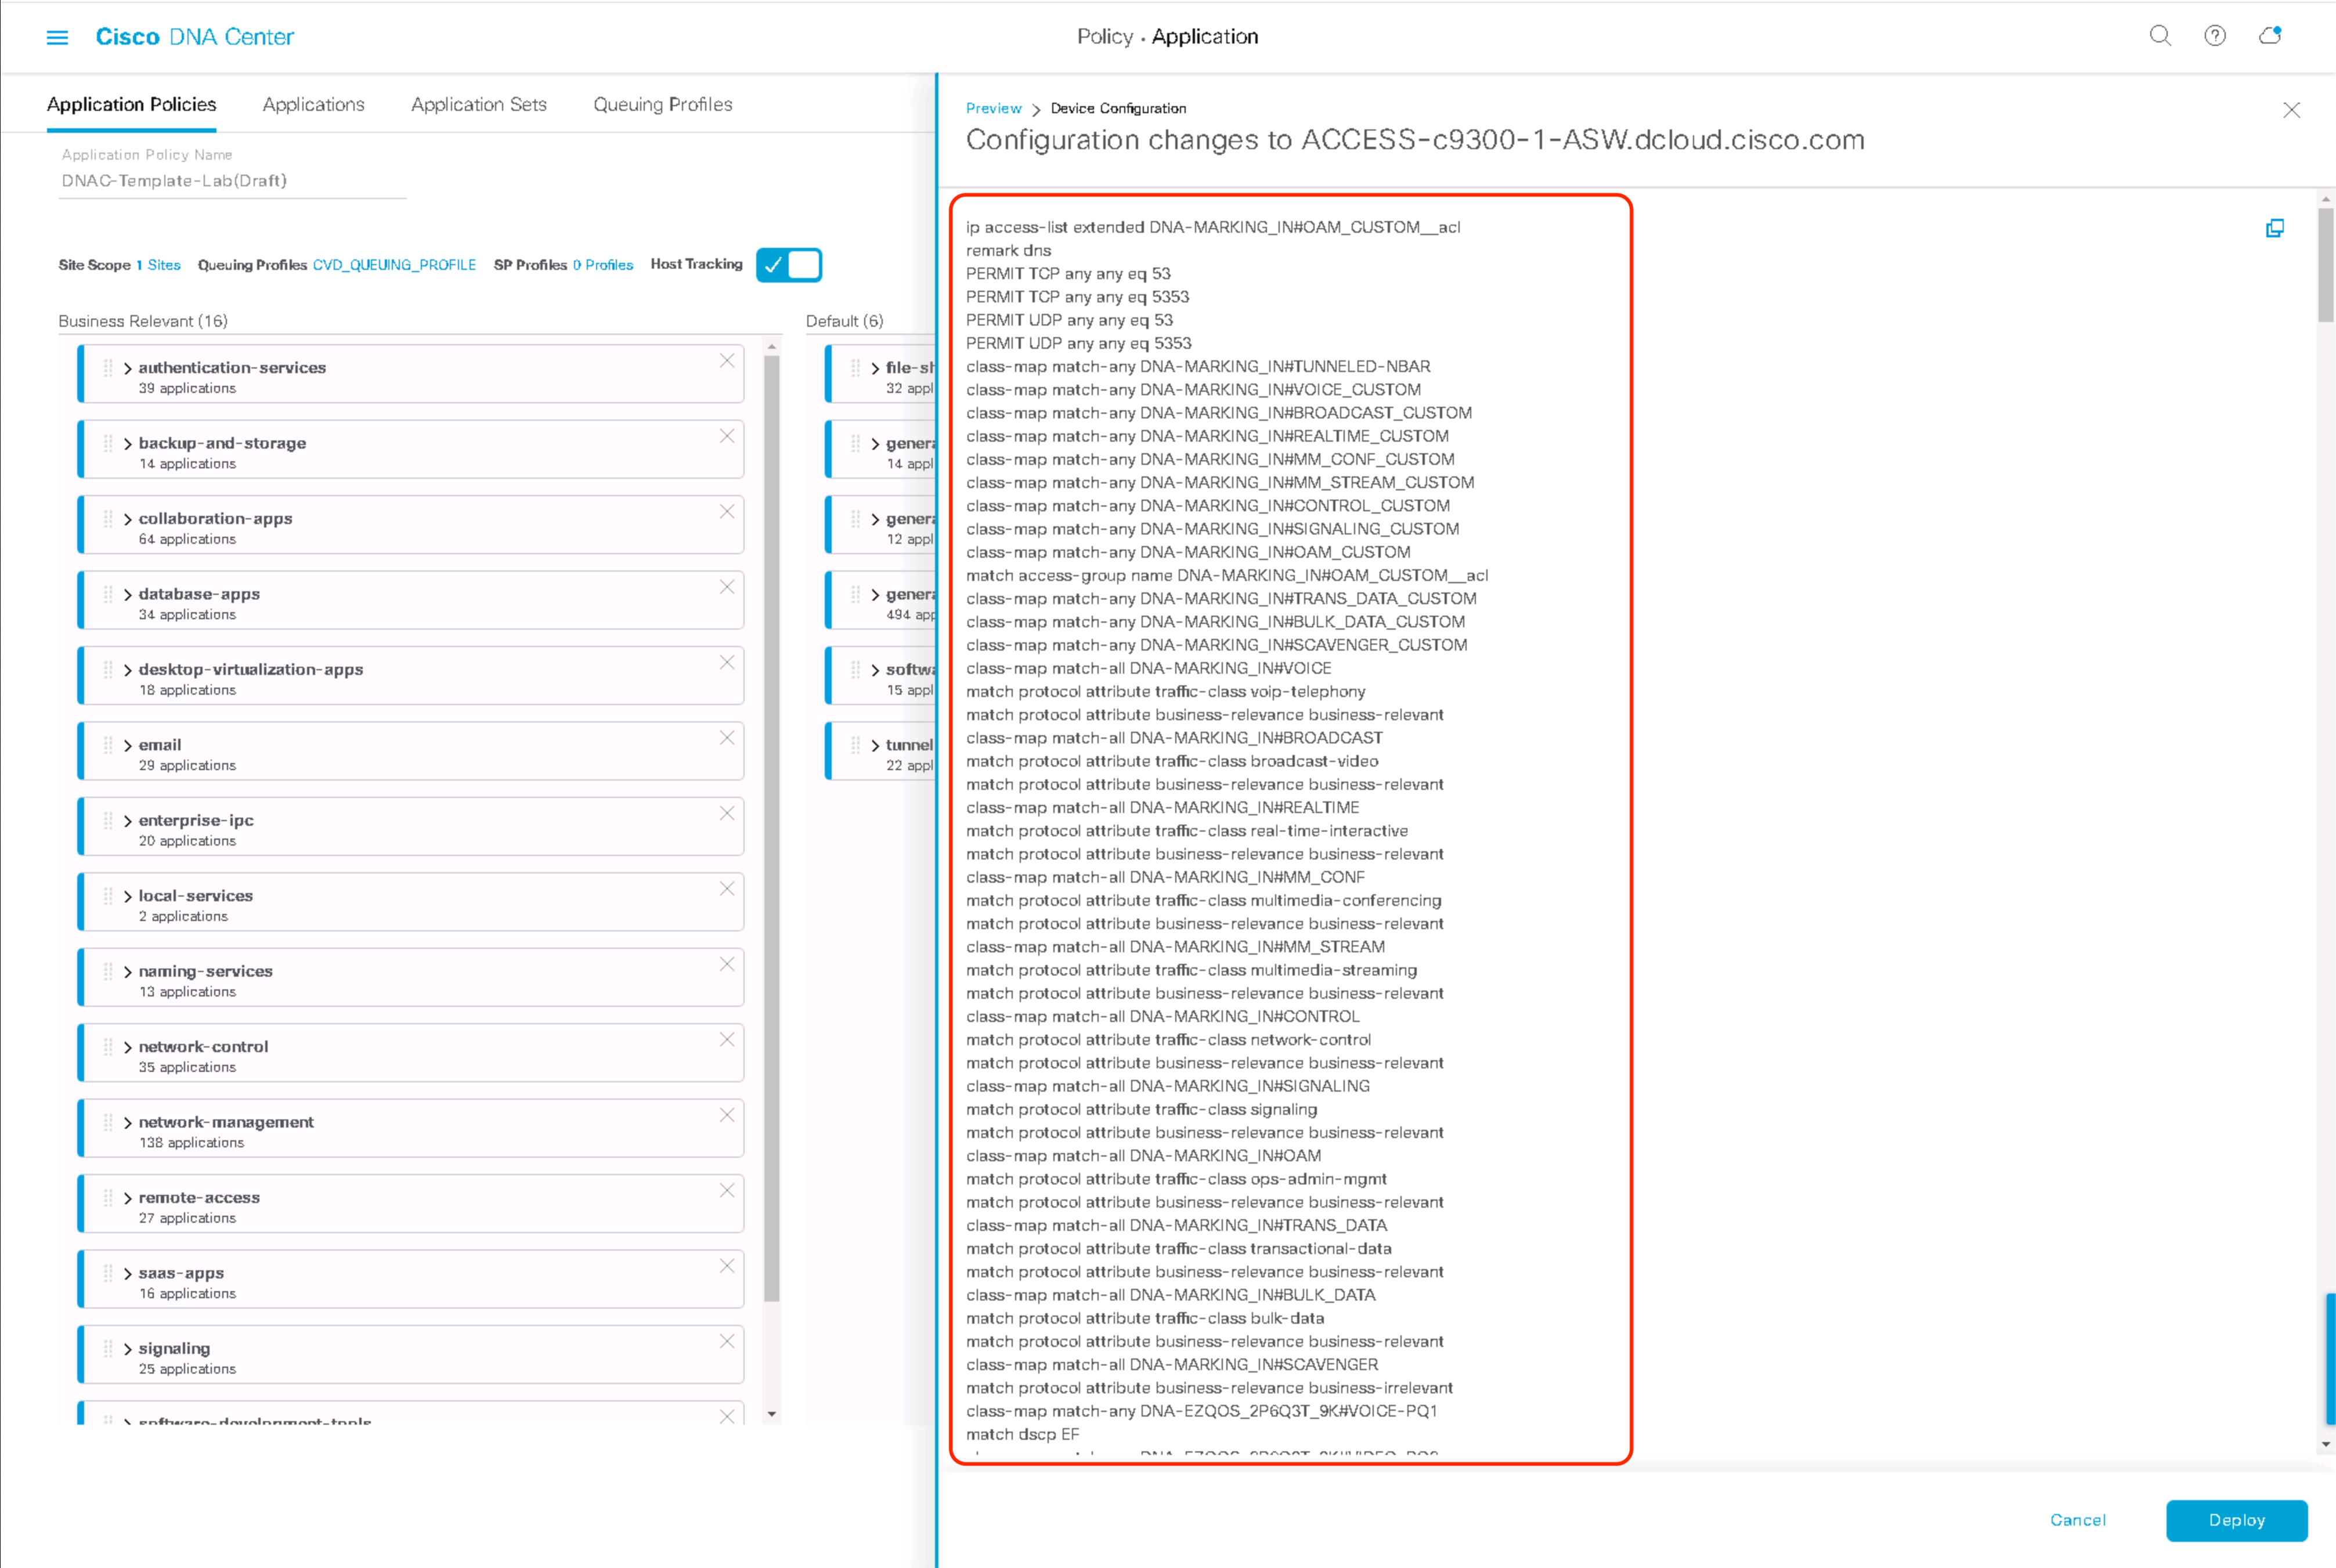 Cisco DNA Center
Policy · Application
Application Policies
Applications
Application Sets
Queuing Profiles
Application Policy Name
DNAC-Template-Lab(Draft)
Site Scope 1 Sites Queuing Profiles CVD_QUEUING_PROFILE SP Profiles 0 Profiles Host Tracking
Business Relevant (16)
authentication-services
39 applications
backup-and-storage
14 applications
collaboration-apps
64 applications
database-apps
34 applications
desktop-virtualization-apps
18 applications
email
29 applications
enterprise-ipc
20 applications
local-services
2 applications
naming-services
13 applications
network-control
35 applications
network-management
138 applications
remote-access
27 applications
saas-apps
16 applications
signaling
25 applications
software-development-tools
Default (6)
file-sh
32 appl
genera
14 appl
genera
12 appl
genera
494 app
softwa
15 appl
tunnel
22 appl
Preview > Device Configuration
Configuration changes to ACCESS-c9300-1-ASW.dcloud.cisco.com
ip access-list extended DNA-MARKING_IN#OAM_CUSTOM__acl
remark dns
PERMIT TCP any any eq 53
PERMIT TCP any any eq 5353
PERMIT UDP any any eq 53
PERMIT UDP any any eq 5353
class-map match-any DNA-MARKING_IN#TUNNELED-NBAR
class-map match-any DNA-MARKING_IN#VOICE_CUSTOM
class-map match-any DNA-MARKING_IN#BROADCAST_CUSTOM
class-map match-any DNA-MARKING_IN#REALTIME_CUSTOM
class-map match-any DNA-MARKING_IN#MM_CONF_CUSTOM
class-map match-any DNA-MARKING_IN#MM_STREAM_CUSTOM
class-map match-any DNA-MARKING_IN#CONTROL_CUSTOM
class-map match-any DNA-MARKING_IN#SIGNALING_CUSTOM
class-map match-any DNA-MARKING_IN#OAM_CUSTOM
match access-group name DNA-MARKING_IN#OAM_CUSTOM__acl
class-map match-any DNA-MARKING_IN#TRANS_DATA_CUSTOM
class-map match-any DNA-MARKING_IN#BULK_DATA_CUSTOM
class-map match-any DNA-MARKING_IN#SCAVENGER_CUSTOM
class-map match-all DNA-MARKING_IN#VOICE
match protocol attribute traffic-class voip-telephony
match protocol attribute business-relevance business-relevant
class-map match-all DNA-MARKING_IN#BROADCAST
match protocol attribute traffic-class broadcast-video
match protocol attribute business-relevance business-relevant
class-map match-all DNA-MARKING_IN#REALTIME
match protocol attribute traffic-class real-time-interactive
match protocol attribute business-relevance business-relevant
class-map match-all DNA-MARKING_IN#MM_CONF
match protocol attribute traffic-class multimedia-conferencing
match protocol attribute business-relevance business-relevant
class-map match-all DNA-MARKING_IN#MM_STREAM
match protocol attribute traffic-class multimedia-streaming
match protocol attribute business-relevance business-relevant
class-map match-all DNA-MARKING_IN#CONTROL
match protocol attribute traffic-class network-control
match protocol attribute business-relevance business-relevant
class-map match-all DNA-MARKING_IN#SIGNALING
match protocol attribute traffic-class signaling
match protocol attribute business-relevance business-relevant
class-map match-all DNA-MARKING_IN#OAM
match protocol attribute traffic-class ops-admin-mgmt
match protocol attribute business-relevance business-relevant
class-map match-all DNA-MARKING_IN#TRANS_DATA
match protocol attribute traffic-class transactional-data
match protocol attribute business-relevance business-relevant
class-map match-all DNA-MARKING_IN#BULK_DATA
match protocol attribute traffic-class bulk-data
match protocol attribute business-relevance business-relevant
class-map match-all DNA-MARKING_IN#SCAVENGER
match protocol attribute business-relevance business-irrelevant
class-map match-any DNA-EZQOS_2P6Q3T_9K#VOICE-PQ1
match dscp EF
Cancel
Deploy